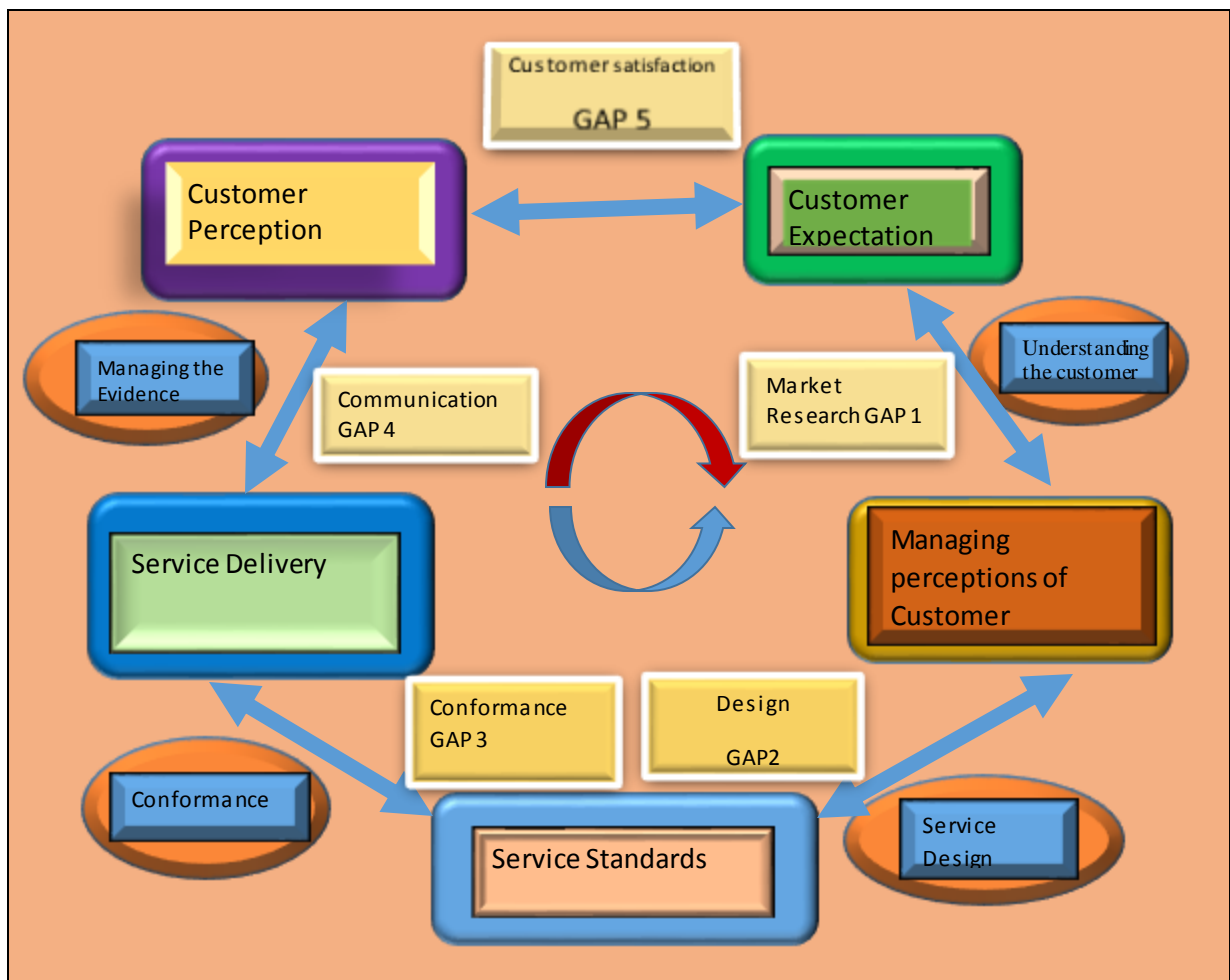 Customer satisfaction
GAP 5
Customer
Perception
Customer
Expectation
Managing the
Evidence
Communication
GAP 4
Market
Research GAP 1
Understanding
the customer
Service Delivery
Managing
perceptions of
Customer
Conformance
GAP 3
Design
GAP2
Conformance
Service Standards
Service
Design